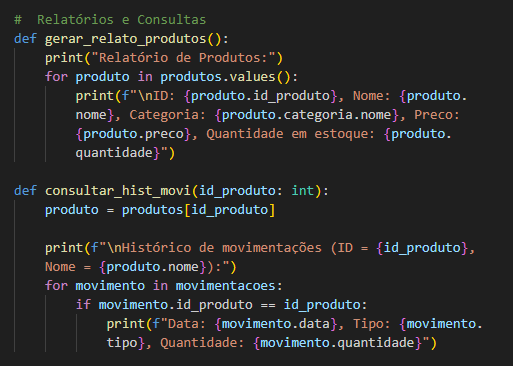 #  Relatórios e Consultas
def gerar_relato_produtos():
    print("Relatório de Produtos:")
    for produto in produtos.values():
        print(f"\nID: {produto.id_produto}, Nome: {produto.
        nome}, Categoria: {produto.categoria.nome}, Preco:
        {produto.preco}, Quantidade em estoque: {produto.
        quantidade}")

def consultar_hist_movi(id_produto: int):
    produto = produtos[id_produto]

    print(f"\nHistórico de movimentações (ID = {id_produto},
    Nome = {produto.nome}):")
    for movimento in movimentacoes:
        if movimento.id_produto == id_produto:
            print(f"Data: {movimento.data}, Tipo: {movimento.
            tipo}, Quantidade: {movimento.quantidade}")